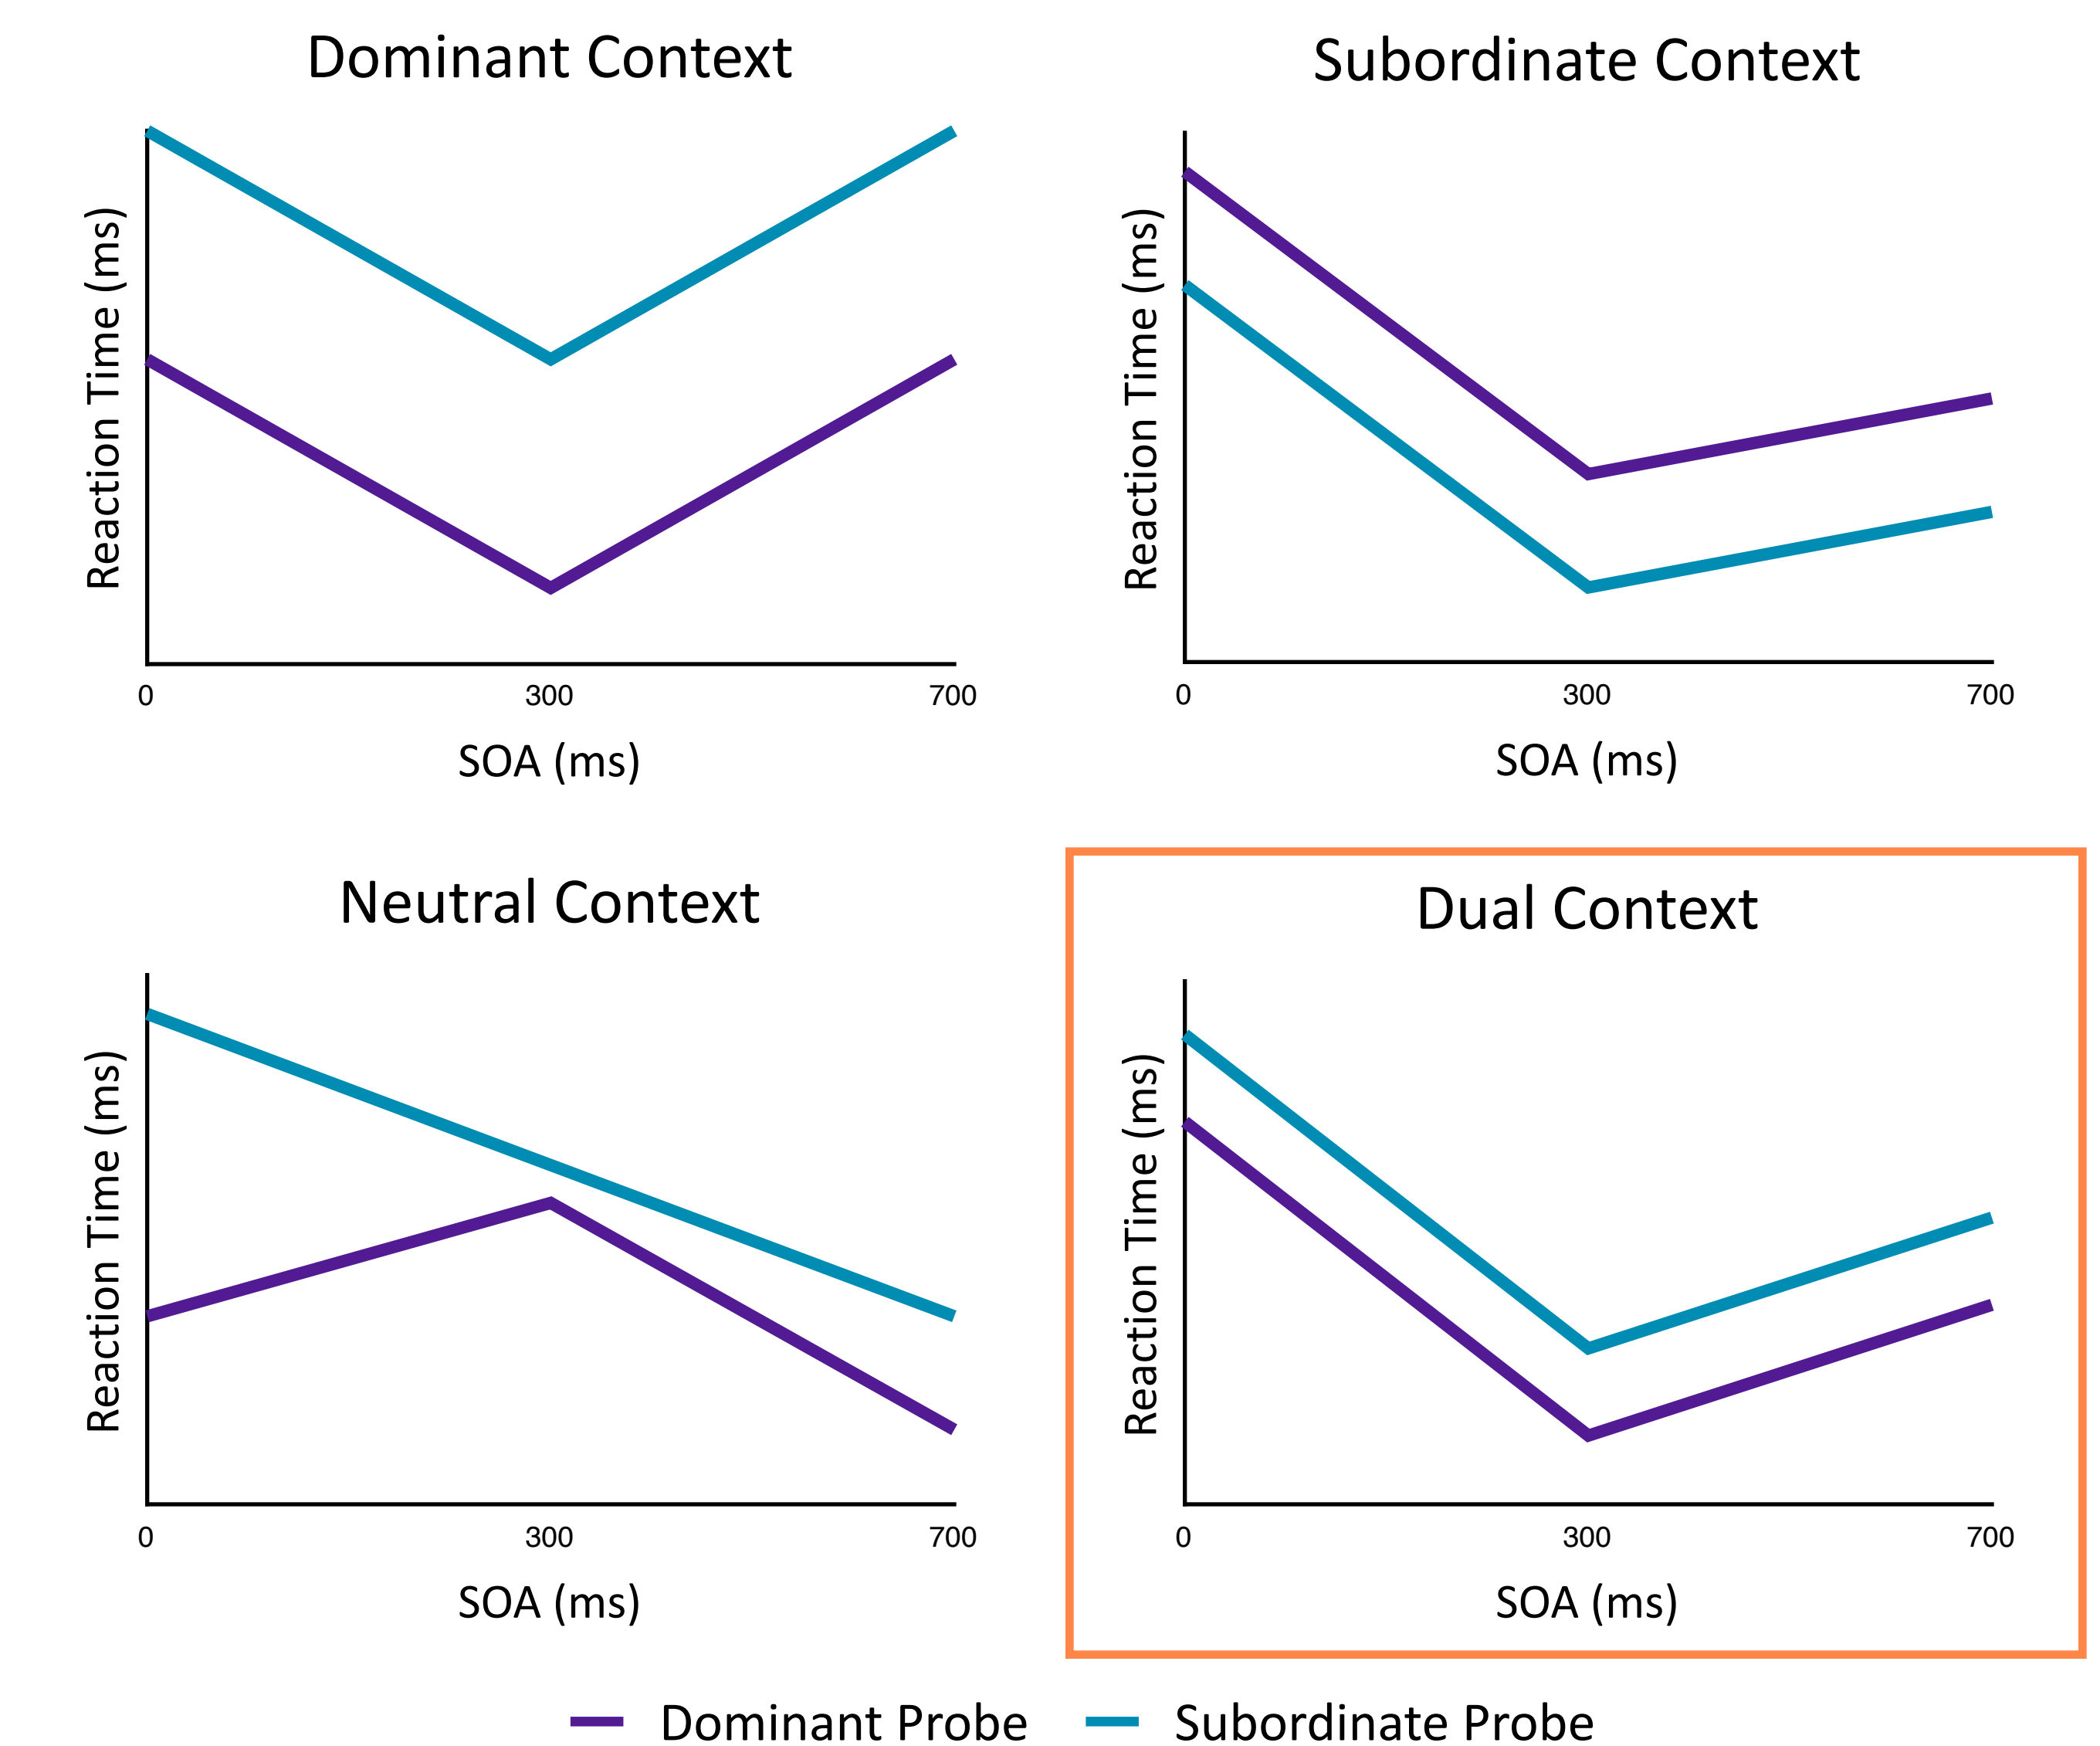 Dominant Context
Reaction Time (ms)
0 300 700
SOA (ms)
Subordinate Context
Reaction Time (ms)
0 300 700
SOA (ms)
Neutral Context
Reaction Time (ms)
0 300 700
SOA (ms)
Dual Context
Reaction Time (ms)
0 300 700
SOA (ms)
Dominant Probe Subordinate Probe